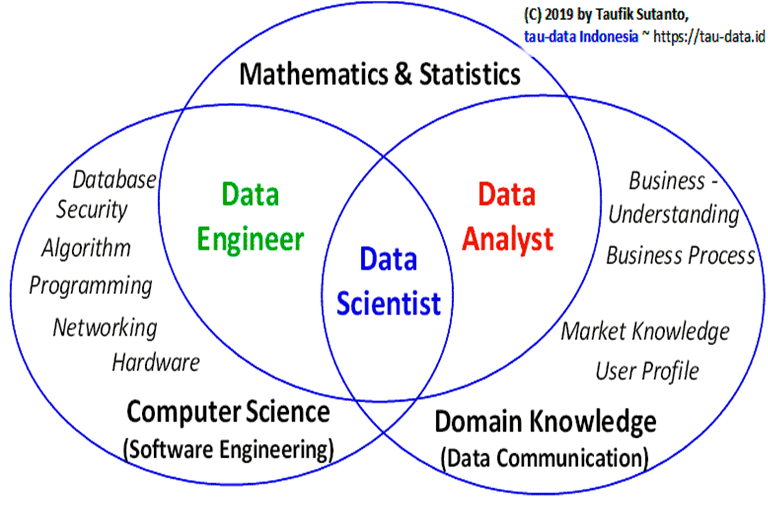 (C) 2019 by Taufik Sutanto,
tau-data Indonesia ~ https://tau-data.id
Mathematics & Statistics
Database
Security
Algorithm
Programming
Networking
Hardware
Data
Engineer
Data
Scientist
Data
Analyst
Business -
Understanding
Business Process
Market Knowledge
User Profile
Computer Science
(Software Engineering)
Domain Knowledge
(Data Communication)